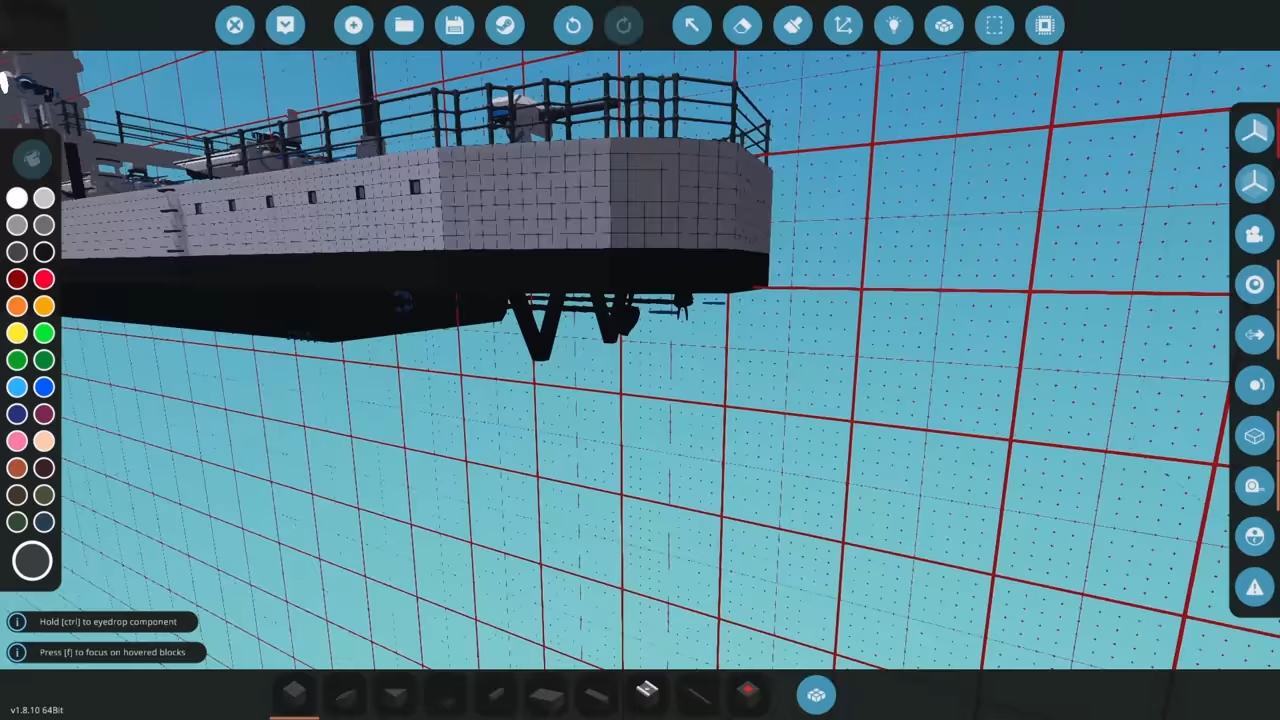 Hold [ctrl] to eyedrop component
Press [f] to focus on hovered blocks
v1.8.10 64Bit